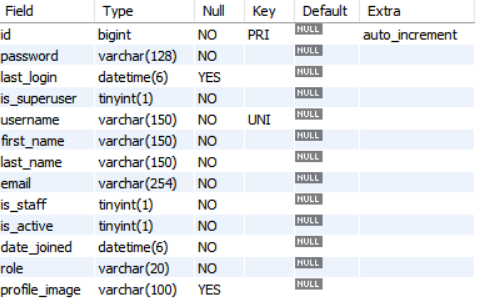 Field Type Null Key Default Extra
id bigint NO PRI NULL auto_increment
password varchar(128) NO NULL
last_login datetime(6) YES NULL
is_superuser tinyint(1) NO NULL
username varchar(150) NO UNI NULL
first_name varchar(150) NO NULL
last_name varchar(150) NO NULL
email varchar(254) NO NULL
is_staff tinyint(1) NO NULL
is_active tinyint(1) NO NULL
date_joined datetime(6) NO NULL
role varchar(20) NO NULL
profile_image varchar(100) YES NULL